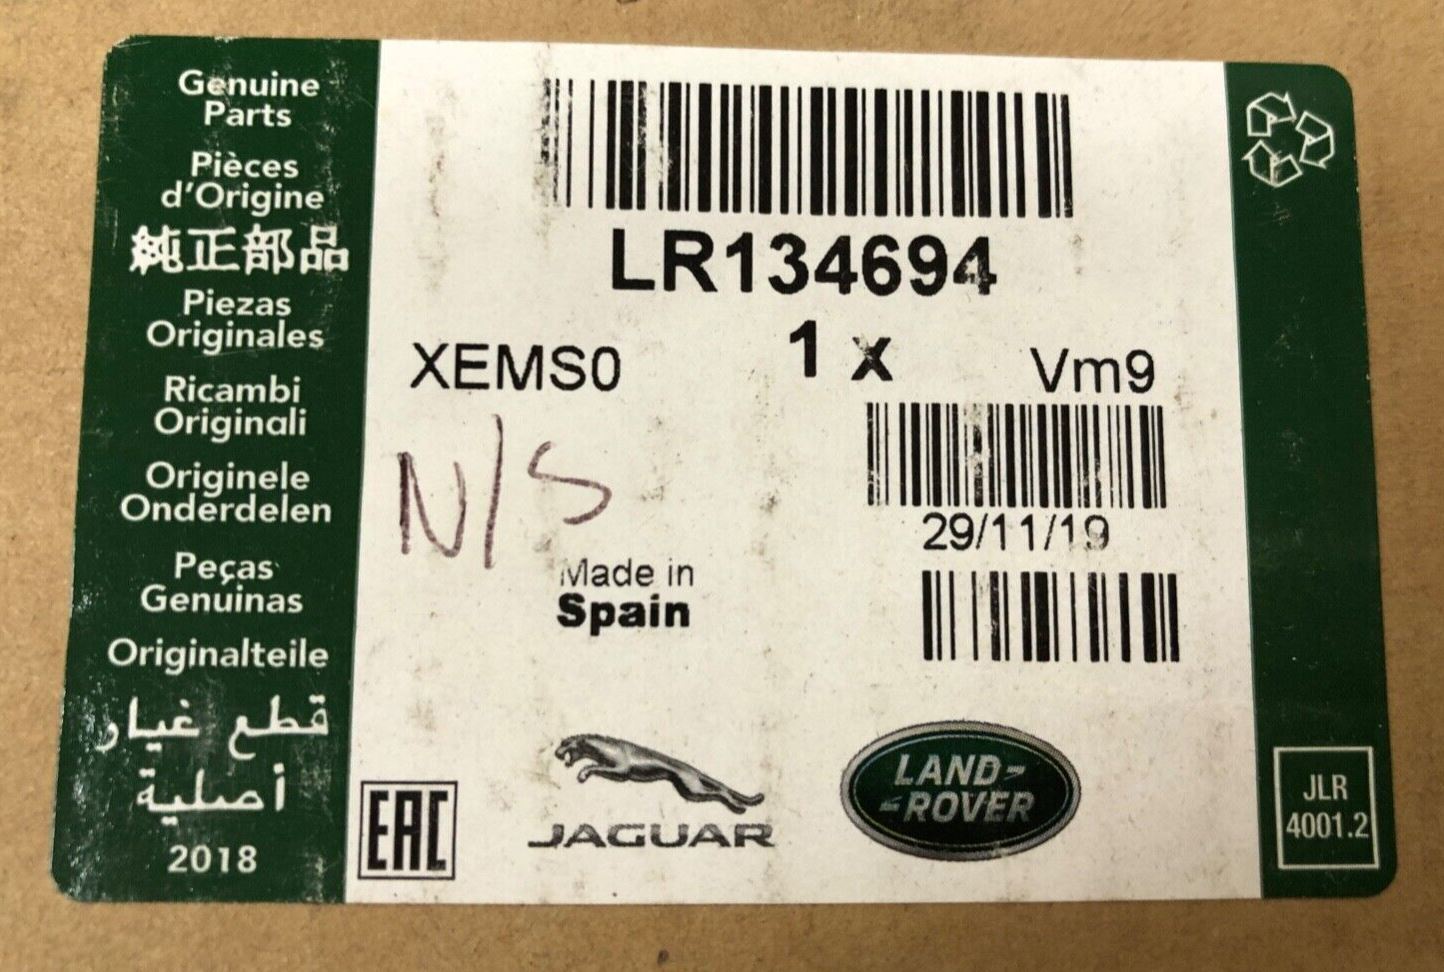 Genuine
Parts
Pièces
d'Origine
純正部品
Piezas
Originales
Ricambi
Originali
Originele
Onderdelen
Peças
Genuinas
Originalteile
قطع غيار
أصلية
2018
LR134694
1 x
XEMS0
Vm9
N/S
29/11/19
Made in
Spain
EAC
JAGUAR
LAND-
-ROVER
JLR
4001.2